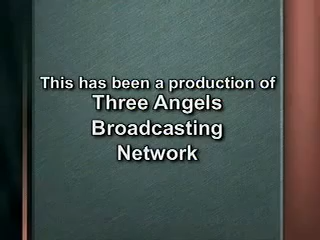 This has been a production of
Three Angels
Broadcasting
Network